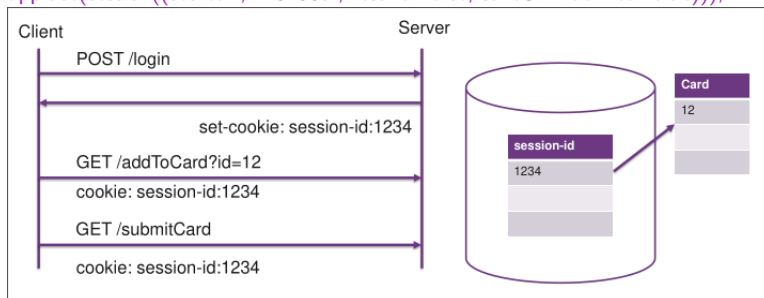 Client
Server
POST /login
set-cookie: session-id:1234
GET /addToCard?id=12
cookie: session-id:1234
GET /submitCard
cookie: session-id:1234
session-id
1234
Card
12